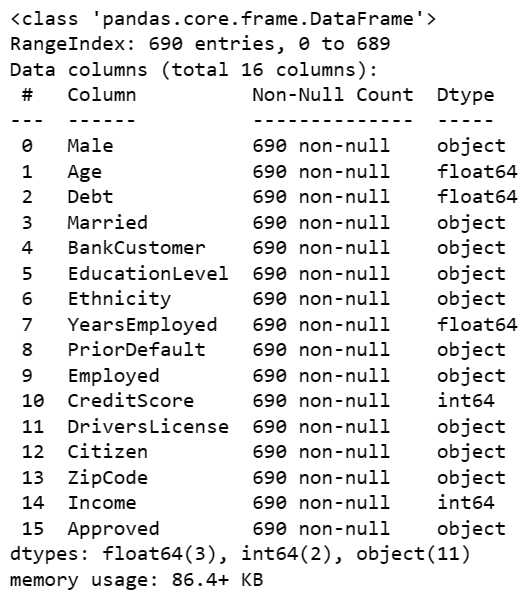 <class 'pandas.core.frame.DataFrame'>
RangeIndex: 690 entries, 0 to 689
Data columns (total 16 columns):
 #   Column          Non-Null Count  Dtype
---  ------          --------------  -----
 0   Male            690 non-null    object
 1   Age             690 non-null    float64
 2   Debt            690 non-null    float64
 3   Married         690 non-null    object
 4   BankCustomer    690 non-null    object
 5   EducationLevel  690 non-null    object
 6   Ethnicity       690 non-null    object
 7   YearsEmployed   690 non-null    float64
 8   PriorDefault    690 non-null    object
 9   Employed        690 non-null    object
 10  CreditScore     690 non-null    int64
 11  DriversLicense  690 non-null    object
 12  Citizen         690 non-null    object
 13  ZipCode         690 non-null    object
 14  Income          690 non-null    int64
 15  Approved        690 non-null    object
dtypes: float64(3), int64(2), object(11)
memory usage: 86.4+ KB